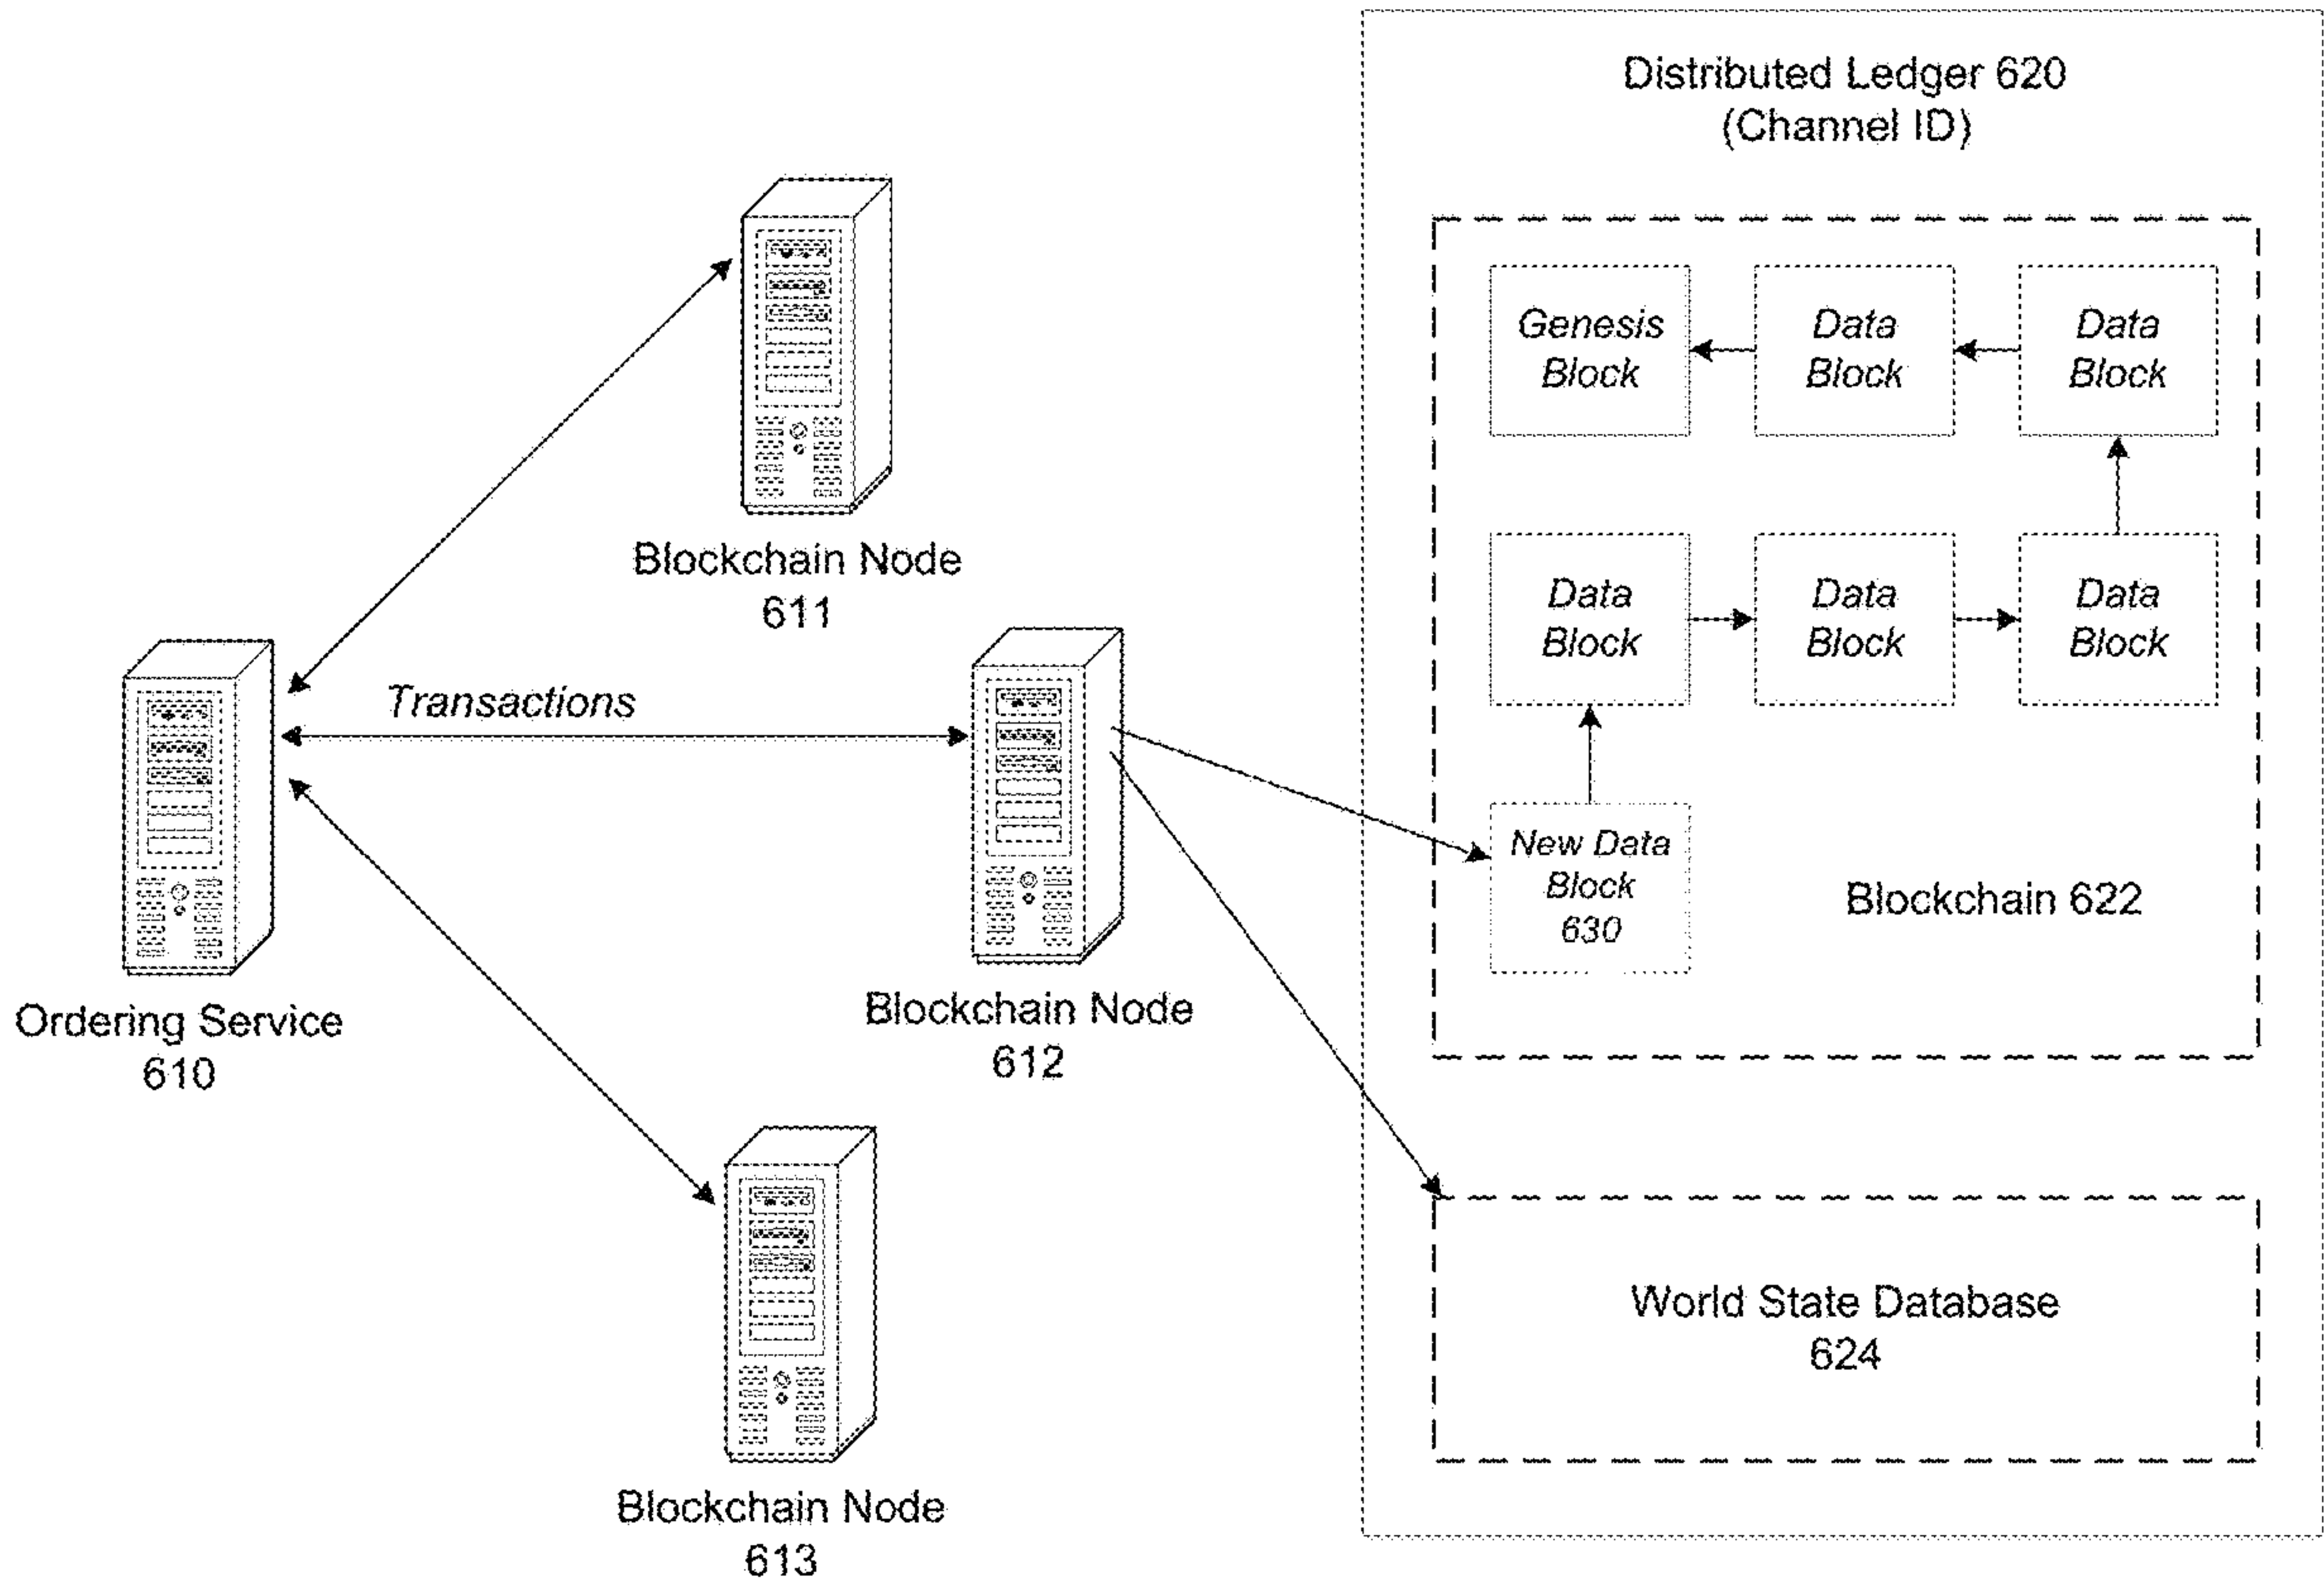 Distributed Ledger 620
(Channel ID)
Genesis
Block
Data
Block
Data
Block
Blockchain Node
611
Data
Block
Data
Block
Data
Block
Transactions
New Data
Block
630
Blockchain 622
Ordering Service
610
Blockchain Node
612
World State Database
624
Blockchain Node
613